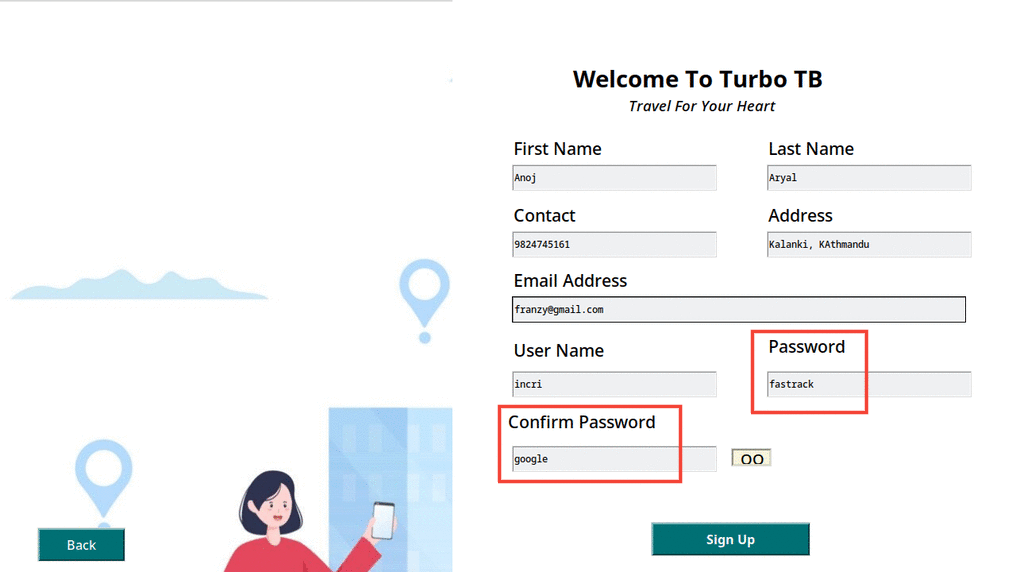 Welcome To Turbo TB
Travel For Your Heart
First Name
Last Name
Anoj
Aryal
Contact
Address
9824745161
Kalanki, KAthmandu
Email Address
franzy@gmail.com
User Name
Password
incri
fastrack
Confirm Password
google
OO
Back
Sign Up